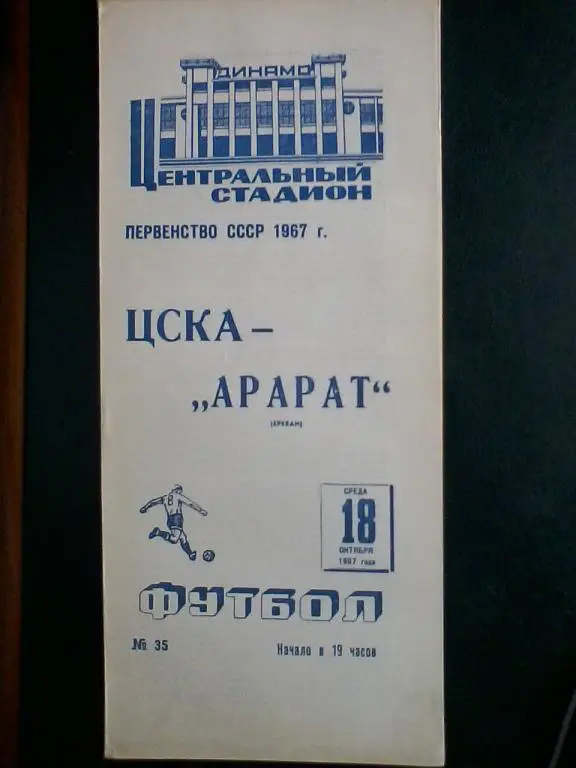 ДИНАМО
ЦЕНТРАЛЬНЫЙ
СТАДИОН
ПЕРВЕНСТВО СССР 1967 г.
ЦСКА –
„АРАРАТ“
(ЕРЕВАН)
8
СРЕДА
18
ОКТЯБРЯ
1967 года
ФУТБОЛ
№ 35
Начало в 19 часов